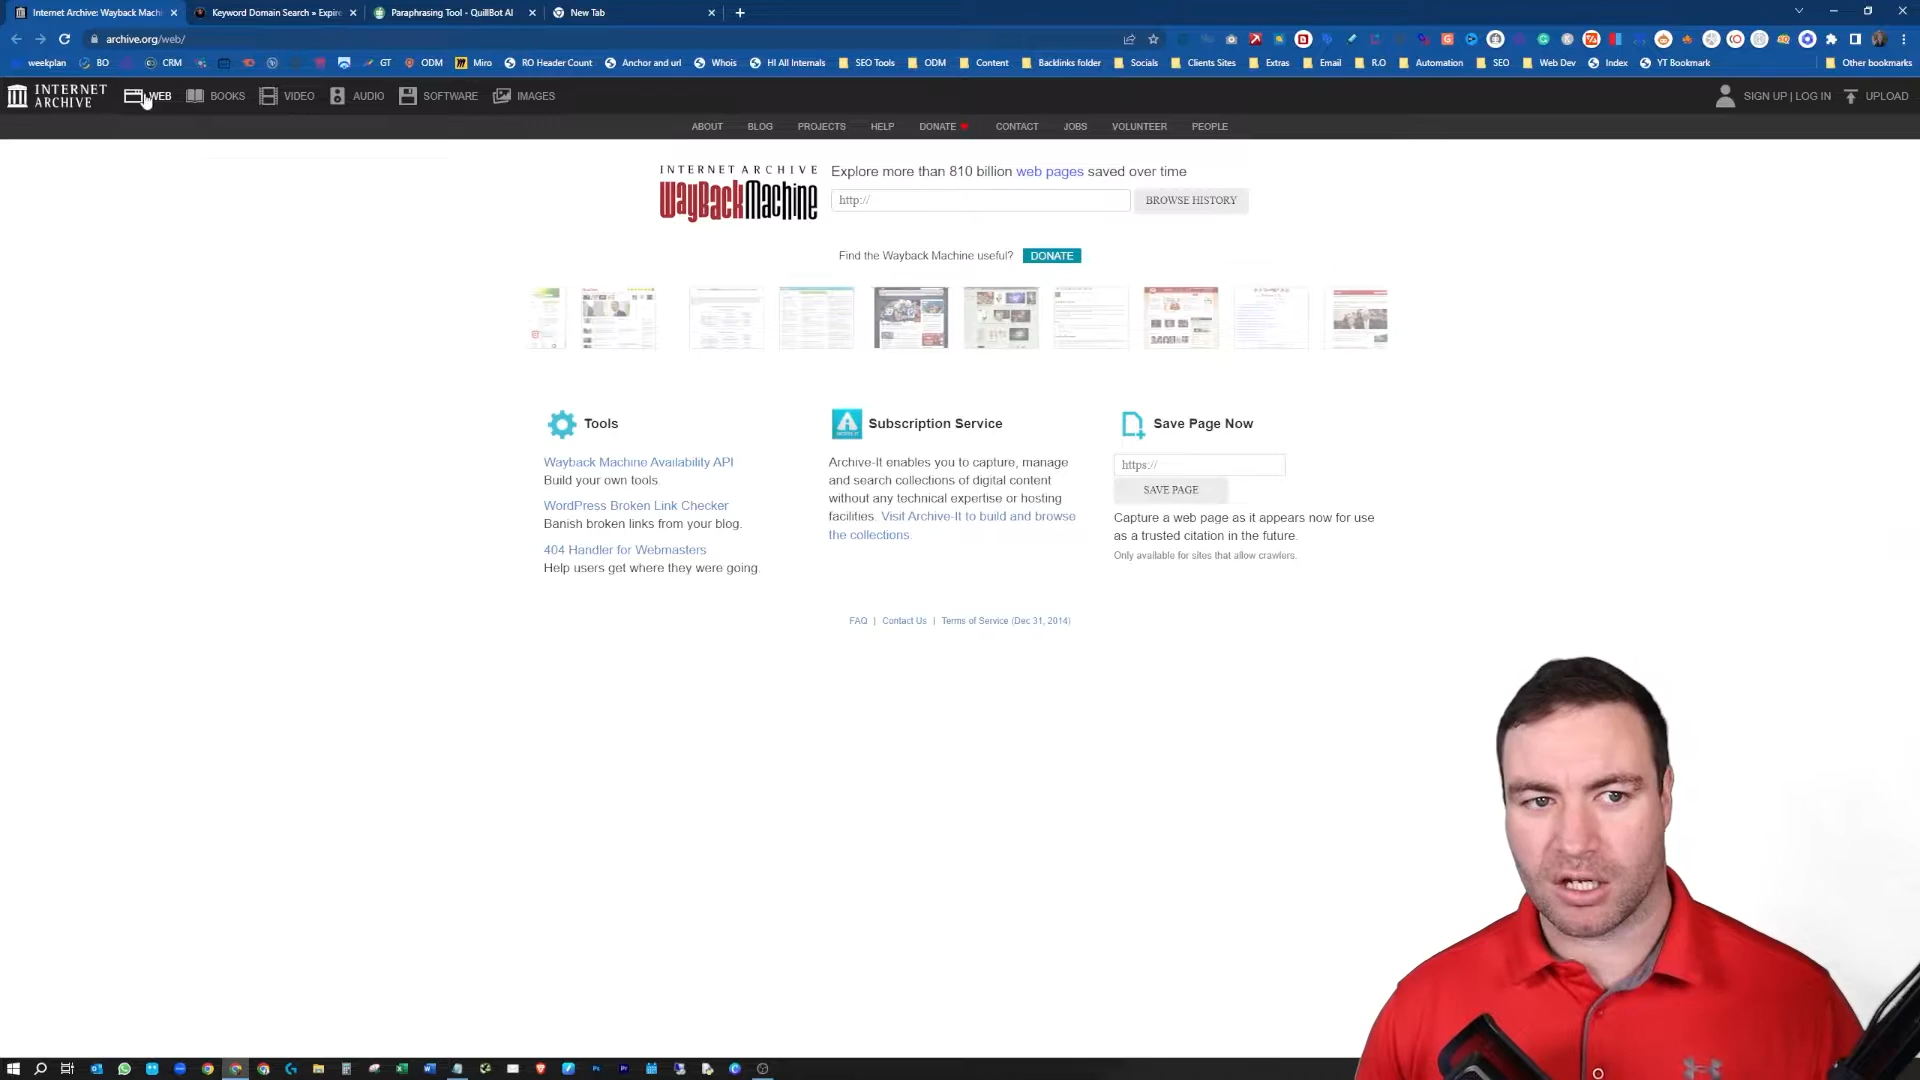 Internet Archive: Wayback Machi
Keyword Domain Search » Expire
Paraphrasing Tool - QuillBot AI
New Tab
archive.org/web/
weekplan
BO
CRM
GT
ODM
Miro
RO Header Count
Anchor and url
Whois
HI All Internals
SEO Tools
ODM
Content
Backlinks folder
Socials
Clients Sites
Extras
Email
R.O
Automation
SEO
Web Dev
Index
YT Bookmark
Other bookmarks
INTERNET ARCHIVE
WEB
BOOKS
VIDEO
AUDIO
SOFTWARE
IMAGES
SIGN UP | LOG IN
UPLOAD
ABOUT
BLOG
PROJECTS
HELP
DONATE
CONTACT
JOBS
VOLUNTEER
PEOPLE
INTERNET ARCHIVE
WayBackMachine
Explore more than 810 billion web pages saved over time
http://
BROWSE HISTORY
Find the Wayback Machine useful?
DONATE
Tools
Wayback Machine Availability API
Build your own tools.
WordPress Broken Link Checker
Banish broken links from your blog.
404 Handler for Webmasters
Help users get where they were going.
Subscription Service
Archive-It enables you to capture, manage
and search collections of digital content
without any technical expertise or hosting
facilities. Visit Archive-It to build and browse
the collections.
Save Page Now
https://
SAVE PAGE
Capture a web page as it appears now for use
as a trusted citation in the future.
Only available for sites that allow crawlers.
FAQ | Contact Us | Terms of Service (Dec 31, 2014)